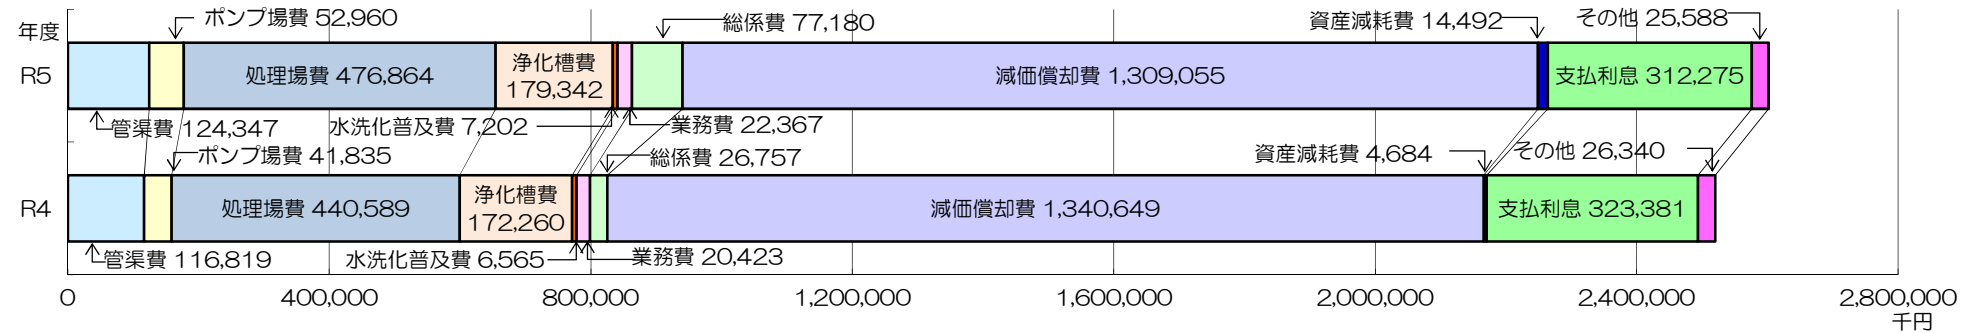 年度
ポンプ場費 52,960
総係費 77,180
資産減耗費 14,492
その他 25,588
R5
処理場費 476,864
浄化槽費
179,342
減価償却費 1,309,055
支払利息 312,275
管渠費 124,347
水洗化普及費 7,202
業務費 22,367
ポンプ場費 41,835
総係費 26,757
資産減耗費 4,684
その他 26,340
R4
処理場費 440,589
浄化槽費
172,260
減価償却費 1,340,649
支払利息 323,381
管渠費 116,819
水洗化普及費 6,565
業務費 20,423
0
400,000
800,000
1,200,000
1,600,000
2,000,000
2,400,000
2,800,000
千円